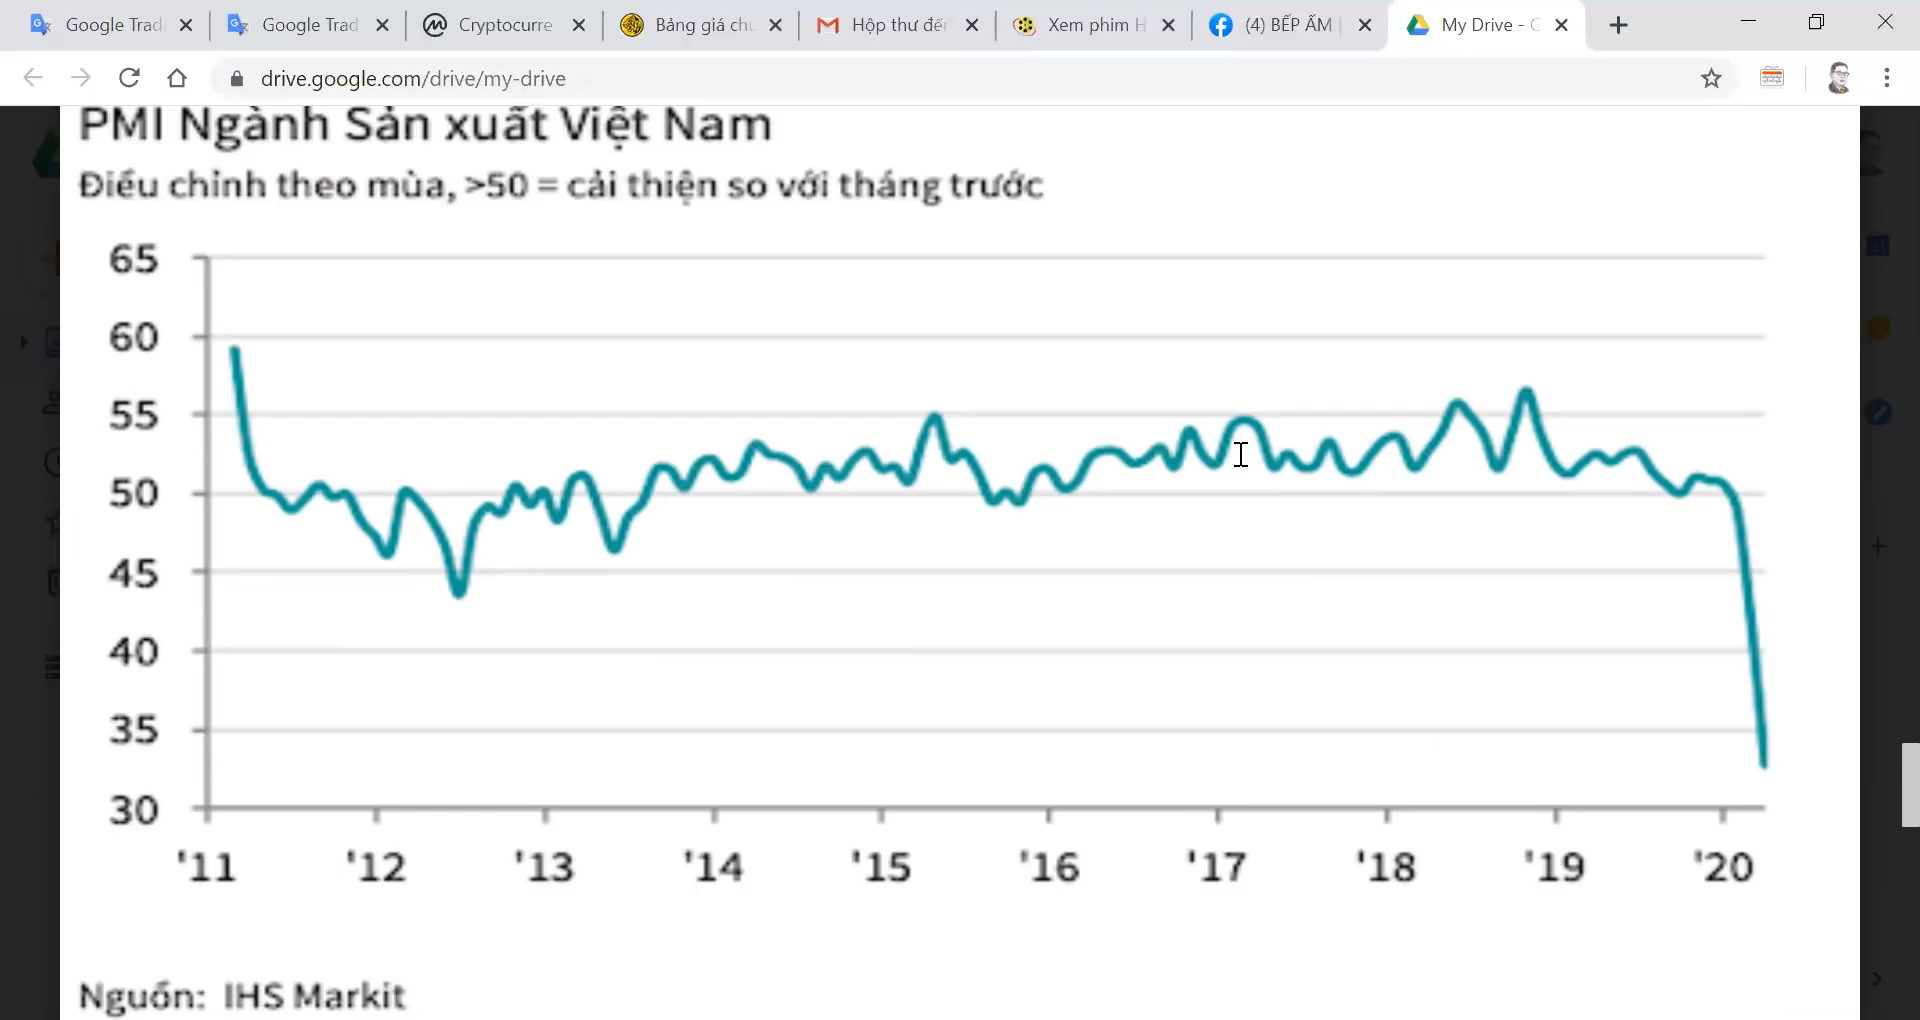 Google Trad
Google Trad
Cryptocurre
Bảng giá chu
Hộp thư đến
Xem phim H
(4) BẾP ẤM |
My Drive - G
drive.google.com/drive/my-drive
PMI Ngành Sản xuất Việt Nam
Điều chỉnh theo mùa, >50 = cải thiện so với tháng trước
65
60
55
50
45
40
35
30
'11 '12 '13 '14 '15 '16 '17 '18 '19 '20
Nguồn: IHS Markit